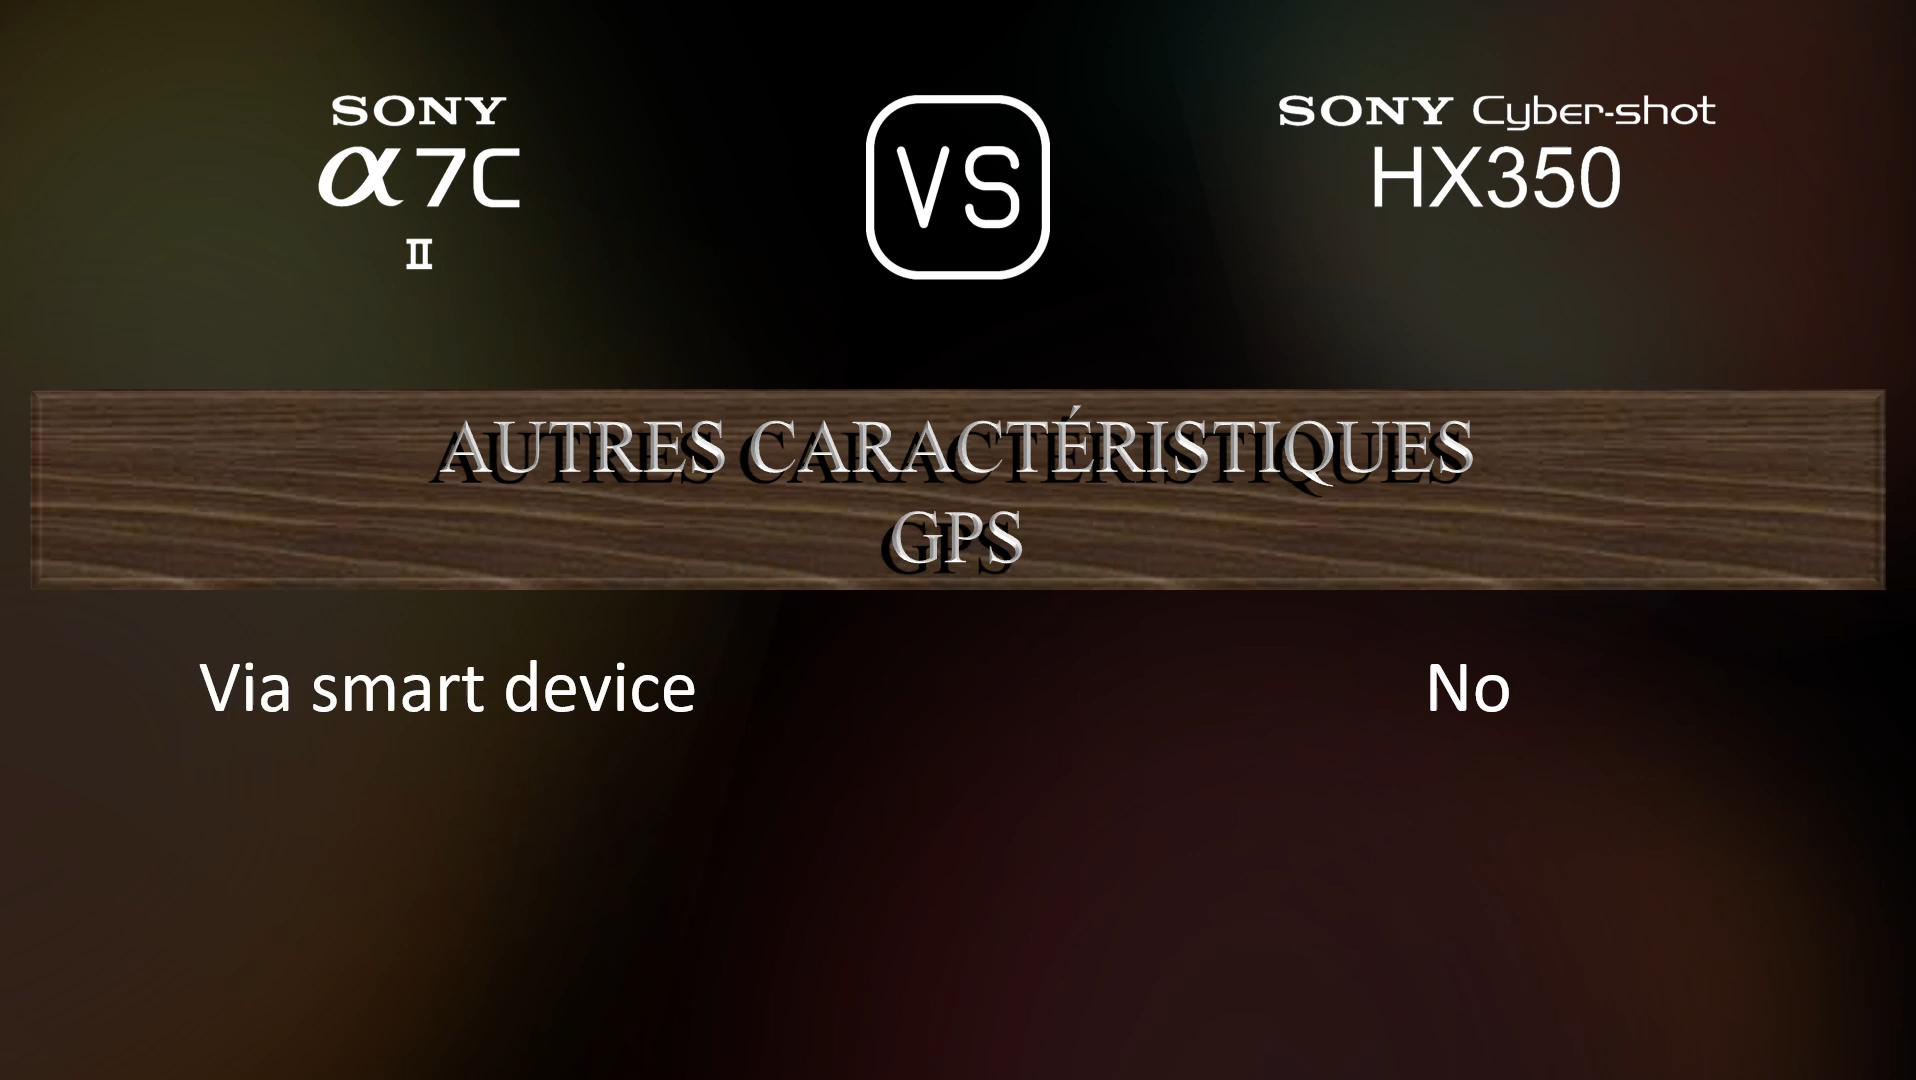 SONY
α7C
II
VS
SONY Cyber-shot
HX350
AUTRES CARACTÉRISTIQUES
GPS
Via smart device
No